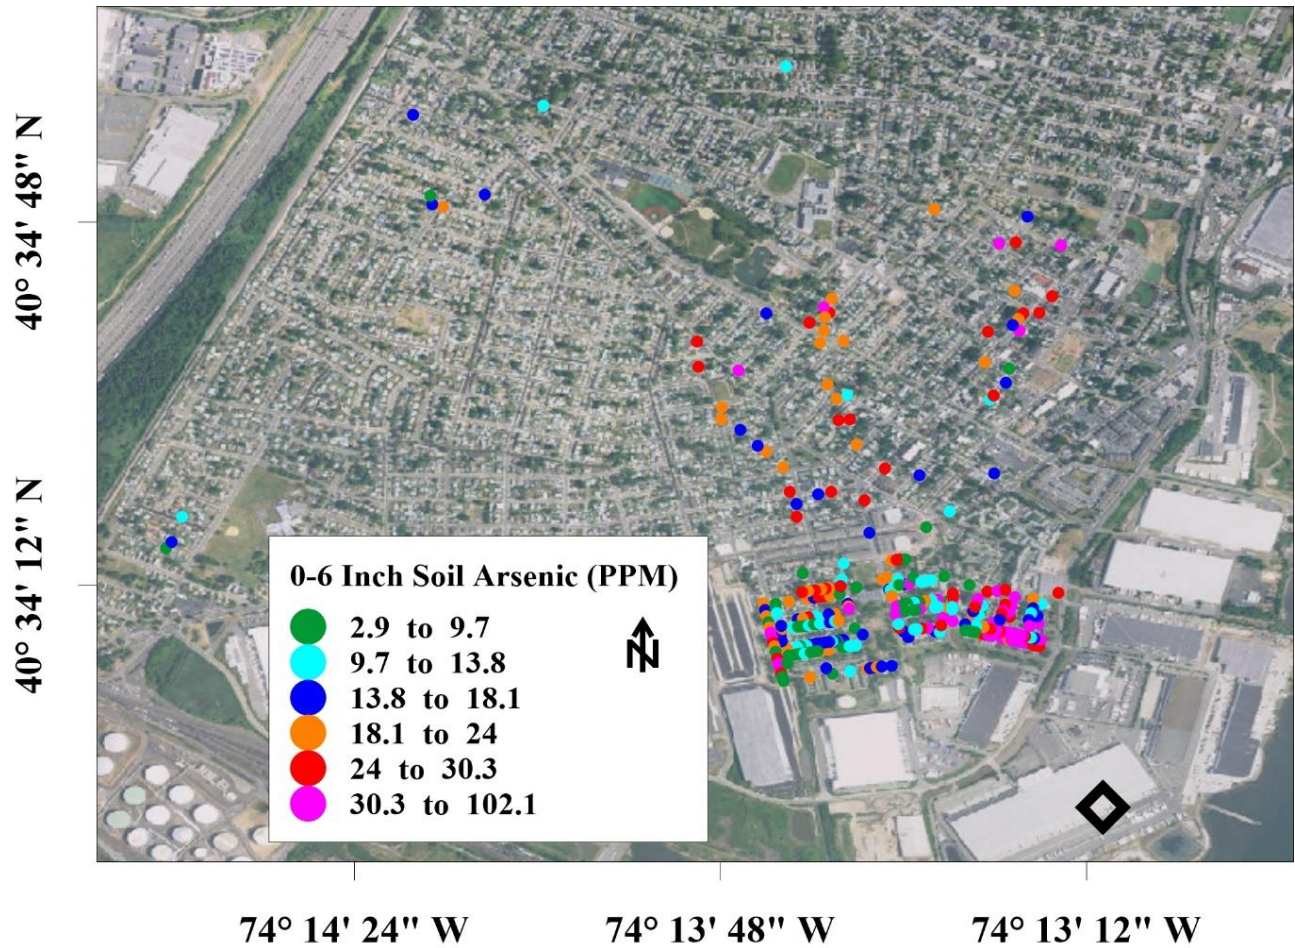 40° 34' 48" N
40° 34' 12" N
0-6 Inch Soil Arsenic (PPM)
2.9 to 9.7
9.7 to 13.8
13.8 to 18.1
18.1 to 24
24 to 30.3
30.3 to 102.1
N
74° 14' 24" W
74° 13' 48" W
74° 13' 12" W